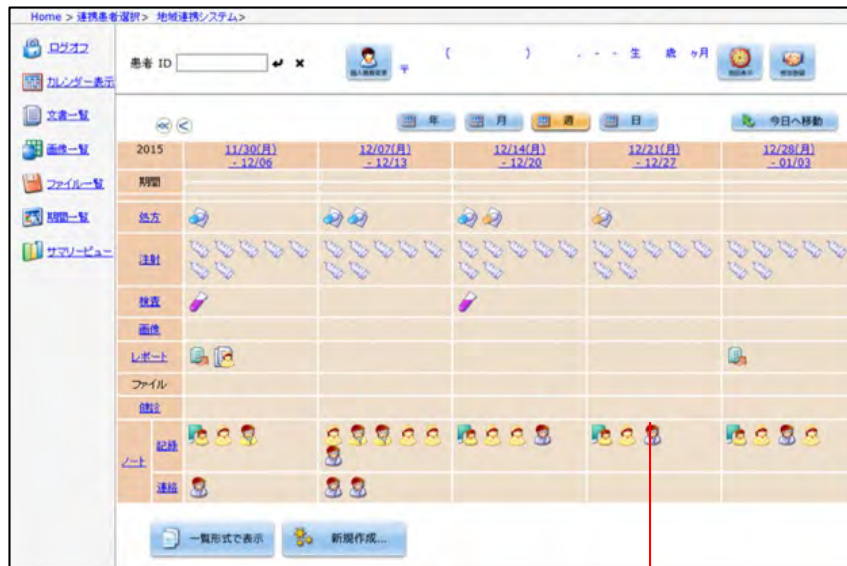 Home > 連携患者選択> 地域連携システム>
ログオフ
カレンダー表示
文書一覧
画像一覧
ファイル一覧
期間一覧
サマリービュー
患者 ID
〒 ( ) . - - 生 歳 ヶ月
年 月 週 日 今日へ移動
2015 11/30(月) - 12/06 12/07(月) - 12/13 12/14(月) - 12/20 12/21(月) - 12/27 12/28(月) - 01/03
期間
処方
注射
検査
画像
レポート
ファイル
健診
ノート 記録
連絡
一覧形式で表示 新規作成...